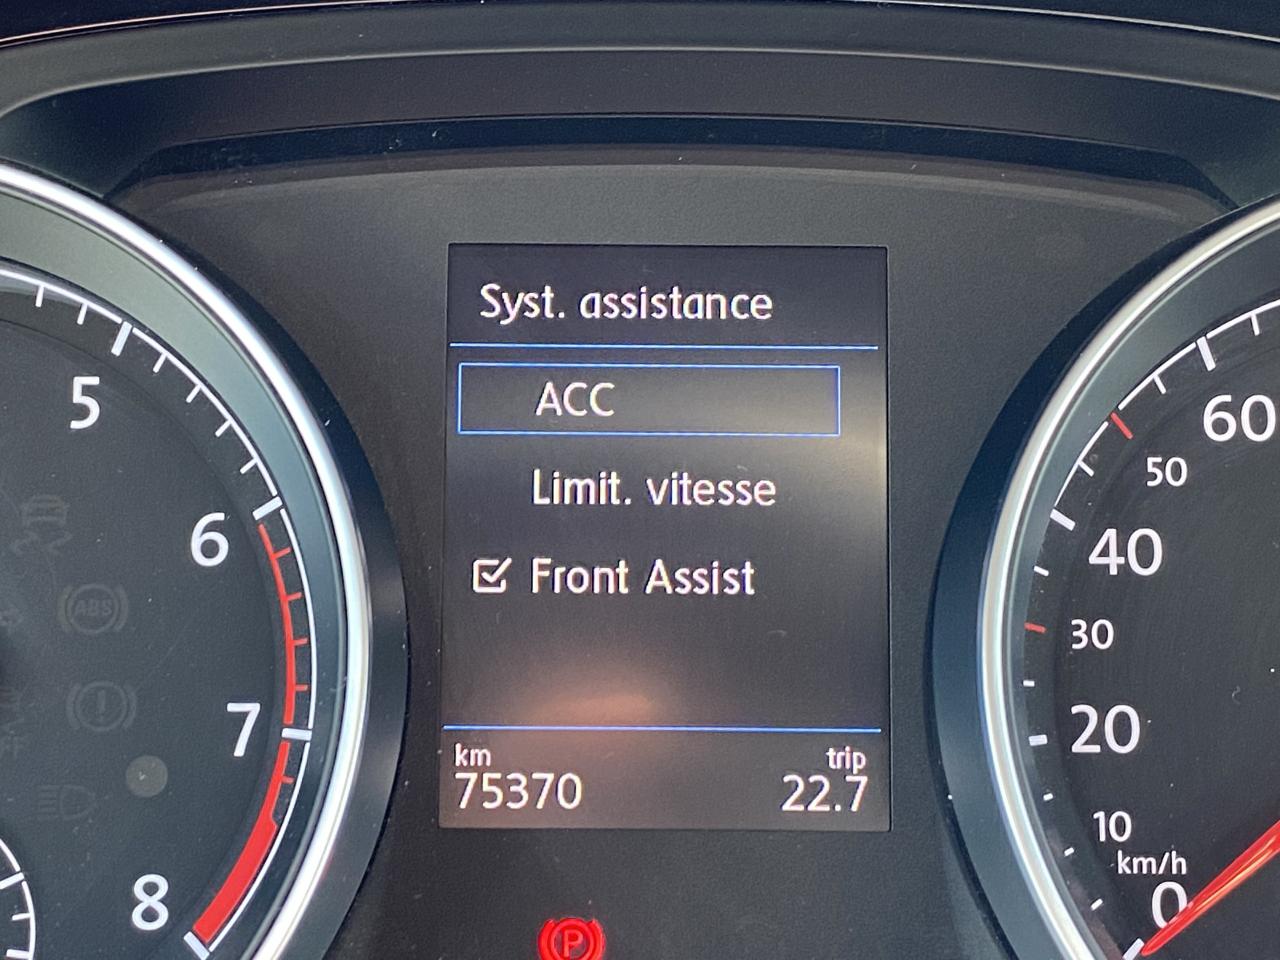 Syst. assistance
ACC
Limit. vitesse
Front Assist
km
75370
trip
22.7
5
6
7
8
ABS
P
60
50
40
30
20
10
km/h
0